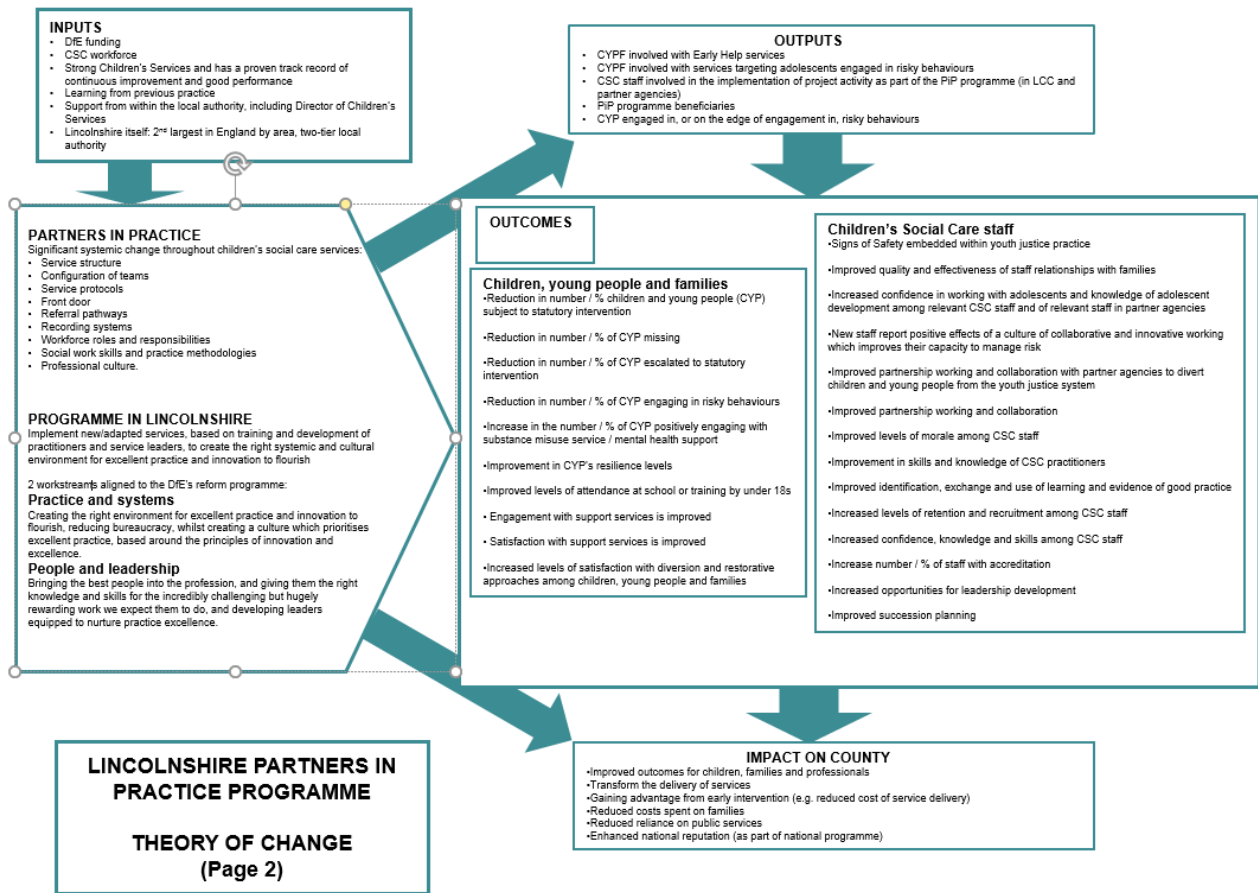 INPUTS
• DfE funding
• CSC workforce
• Strong Children's Services and has a proven track record of
continuous improvement and good performance
• Learning from previous practice
• Support from within the local authority, including Director of Children's
Services
• Lincolnshire itself: 2nd largest in England by area, two-tier local
authority
OUTPUTS
• CYPF involved with Early Help services
• CYPF involved with services targeting adolescents engaged in risky behaviours
• CSC staff involved in the implementation of project activity as part of the PiP programme (in LCC and
partner agencies)
• PiP programme beneficiaries
• CYP engaged in, or on the edge of engagement in, risky behaviours
PARTNERS IN PRACTICE
Significant systemic change throughout children's social care services:
• Service structure
• Configuration of teams
• Service protocols
• Front door
• Referral pathways
• Recording systems
• Workforce roles and responsibilities
• Social work skills and practice methodologies
• Professional culture.
PROGRAMME IN LINCOLNSHIRE
Implement new/adapted services, based on training and development of
practitioners and service leaders, to create the right systemic and cultural
environment for excellent practice and innovation to flourish
2 workstreams aligned to the DfE's reform programme:
Practice and systems
Creating the right environment for excellent practice and innovation to
flourish, reducing bureaucracy, whilst creating a culture which prioritises
excellent practice, based around the principles of innovation and
excellence.
People and leadership
Bringing the best people into the profession, and giving them the right
knowledge and skills for the incredibly challenging but hugely
rewarding work we expect them to do, and developing leaders
equipped to nurture practice excellence.
OUTCOMES
Children, young people and families
•Reduction in number / % children and young people (CYP)
subject to statutory intervention
•Reduction in number / % of CYP missing
•Reduction in number / % of CYP escalated to statutory
intervention
•Reduction in number / % of CYP engaging in risky behaviours
•Increase in the number / % of CYP positively engaging with
substance misuse service / mental health support
•Improvement in CYP's resilience levels
•Improved levels of attendance at school or training by under 18s
• Engagement with support services is improved
• Satisfaction with support services is improved
•Increased levels of satisfaction with diversion and restorative
approaches among children, young people and families
Children's Social Care staff
•Signs of Safety embedded within youth justice practice
•Improved quality and effectiveness of staff relationships with families
•Increased confidence in working with adolescents and knowledge of adolescent
development among relevant CSC staff and of relevant staff in partner agencies
•New staff report positive effects of a culture of collaborative and innovative working
which improves their capacity to manage risk
•Improved partnership working and collaboration with partner agencies to divert
children and young people from the youth justice system
•Improved partnership working and collaboration
•Improved levels of morale among CSC staff
•Improvement in skills and knowledge of CSC practitioners
•Improved identification, exchange and use of learning and evidence of good practice
•Increased levels of retention and recruitment among CSC staff
•Increased confidence, knowledge and skills among CSC staff
•Increase number / % of staff with accreditation
•Increased opportunities for leadership development
•Improved succession planning
IMPACT ON COUNTY
•Improved outcomes for children, families and professionals
•Transform the delivery of services
•Gaining advantage from early intervention (e.g. reduced cost of service delivery)
•Reduced costs spent on families
•Reduced reliance on public services
•Enhanced national reputation (as part of national programme)
LINCOLNSHIRE PARTNERS IN
PRACTICE PROGRAMME
THEORY OF CHANGE
(Page 2)